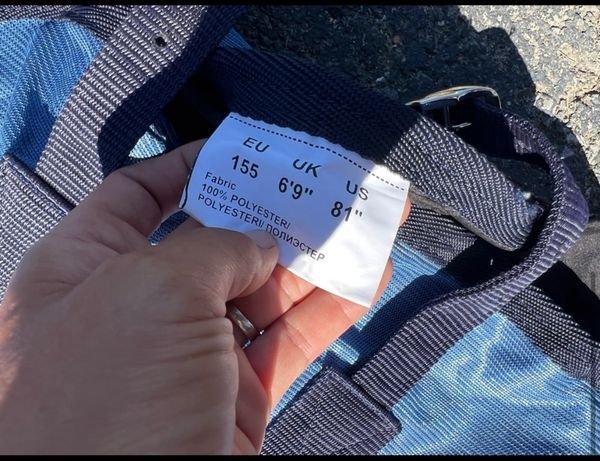 EU UK US
155 6'9" 81"
Fabric
100% POLYESTER/
POLYESTERI/ ПОЛИЭСТЕР